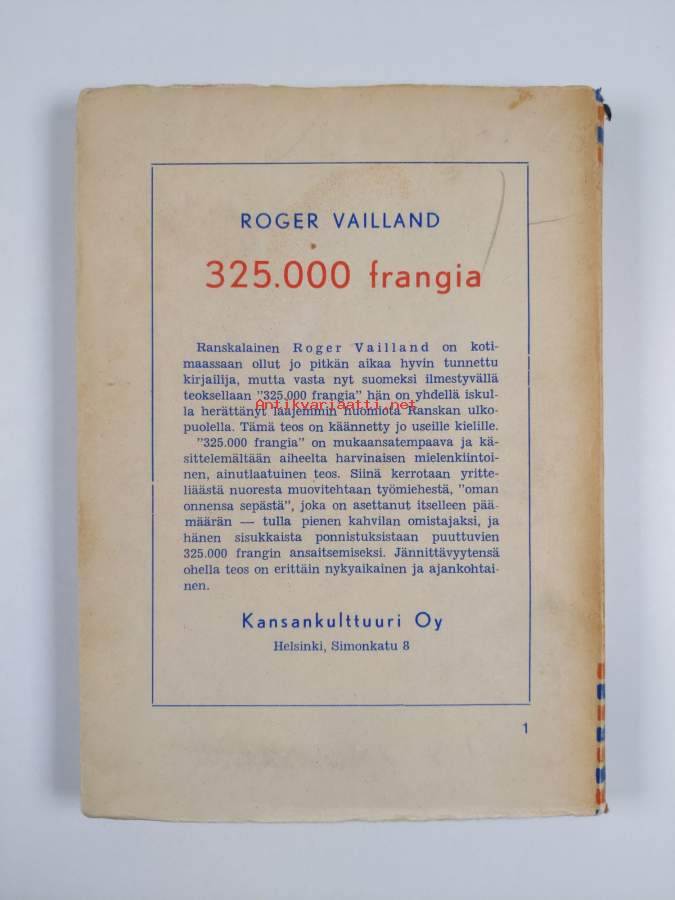 ROGER VAILLAND
325.000 frangia
Ranskalainen Roger Vailland on koti-
maassaan ollut jo pitkän aikaa hyvin tunnettu
kirjailija, mutta vasta nyt suomeksi ilmestyvällä
teoksellaan "325.000 frangia" hän on yhdellä iskul-
la herättänyt laajemmin huomiota Ranskan ulko-
Antikvariaatti.net
puolella. Tämä teos on käännetty jo useille kielille.
"325.000 frangia" on mukaansatempaava ja kä-
sittelemältään aiheelta harvinaisen mielenkiintoi-
nen, ainutlaatuinen teos. Siinä kerrotaan yritte-
liäästä nuoresta muovitehtaan työmiehestä, "oman
onnensa sepästä", joka on asettanut itselleen pää-
määrän — tulla pienen kahvilan omistajaksi, ja
hänen sisukkaista ponnistuksistaan puuttuvien
325.000 frangin ansaitsemiseksi. Jännittävyytensä
ohella teos on erittäin nykyaikainen ja ajankohtai-
nen.
Kansankulttuuri Oy
Helsinki, Simonkatu 8
1